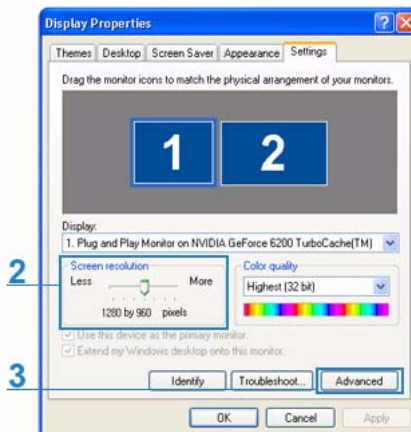 Display Properties
Themes Desktop Screen Saver Appearance Settings
Drag the monitor icons to match the physical arrangement of your monitors.
1 2
Display:
1. Plug and Play Monitor on NVIDIA GeForce 6200 TurboCache(TM)
2
Screen resolution
Less More
1280 by 960 pixels
Color quality
Highest (32 bit)
Use this device as the primary monitor.
Extend my Windows desktop onto this monitor.
3
Identify Troubleshoot... Advanced
OK Cancel Apply